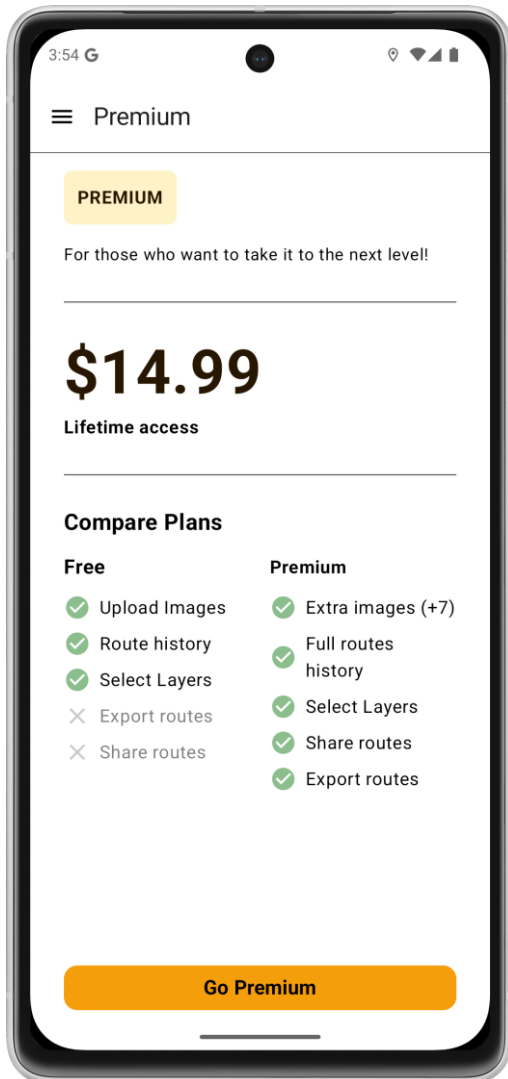 3:54 G
Premium
PREMIUM
For those who want to take it to the next level!
$14.99
Lifetime access
Compare Plans
Free
Upload Images
Route history
Select Layers
Export routes
Share routes
Premium
Extra images (+7)
Full routes
history
Select Layers
Share routes
Export routes
Go Premium